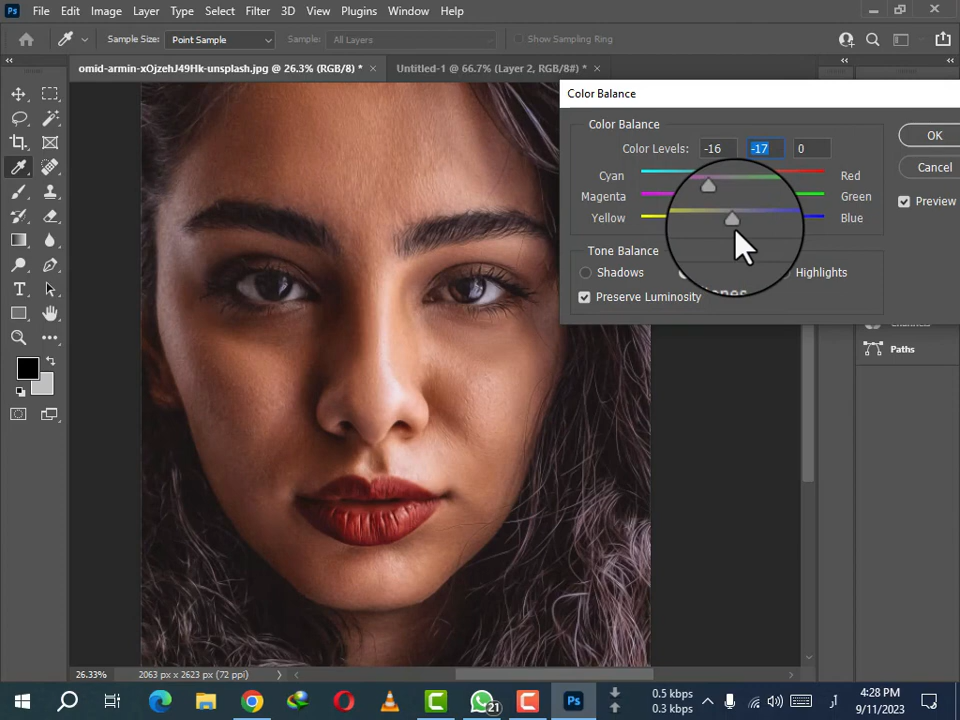 Ps File Edit Image Layer Type Select Filter 3D View Plugins Window Help
Sample Size: Point Sample Sample: All Layers Show Sampling Ring
omid-armin-xOjzehJ49Hk-unsplash.jpg @ 26.3% (RGB/8) * × Untitled-1 @ 66.7% (Layer 2, RGB/8#) * ×
Color Balance
Color Balance
OK
Color Levels: -16 -17 0
Cancel
Cyan Red
Magenta Green
Preview
Yellow Blue
Tone Balance
Shadows Highlights
Preserve Luminosity
Paths
26.33% 2063 px x 2623 px (72 ppi)
21 Ps
0.5 kbps
0.3 kbps
4:28 PM
9/11/2023